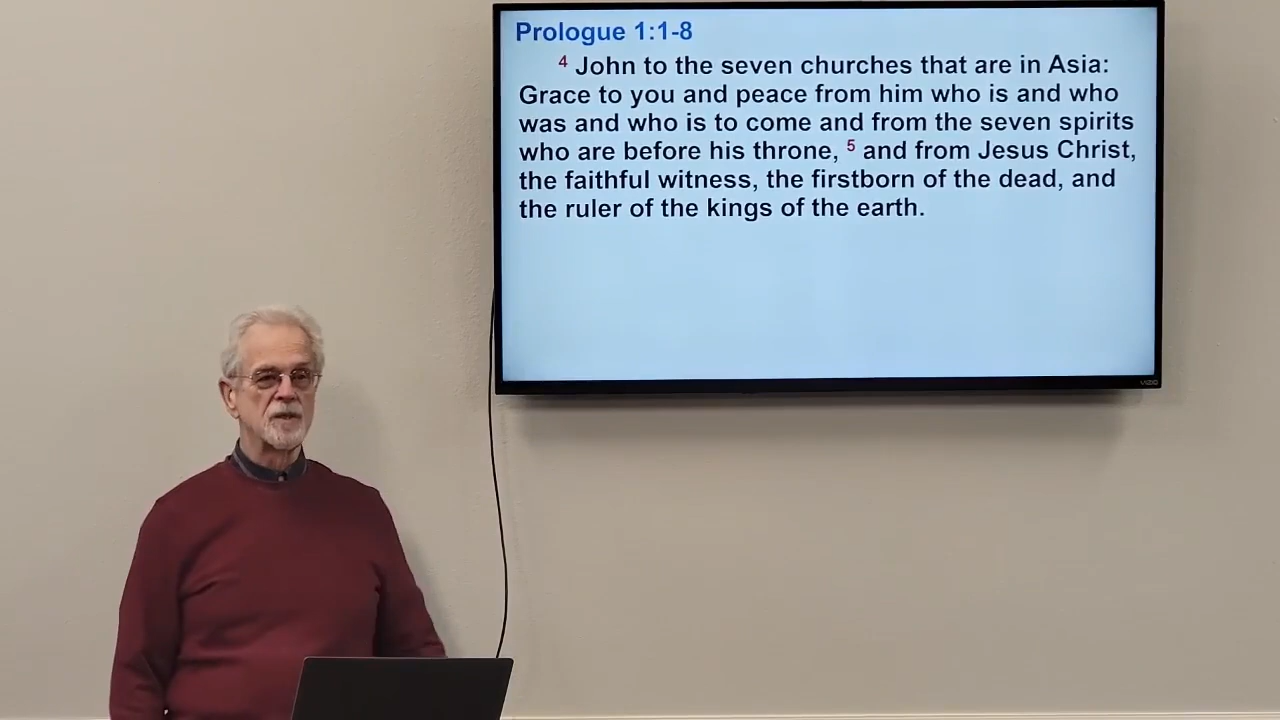 Prologue 1:1-8
4 John to the seven churches that are in Asia:
Grace to you and peace from him who is and who
was and who is to come and from the seven spirits
who are before his throne, 5 and from Jesus Christ,
the faithful witness, the firstborn of the dead, and
the ruler of the kings of the earth.
VIZIO